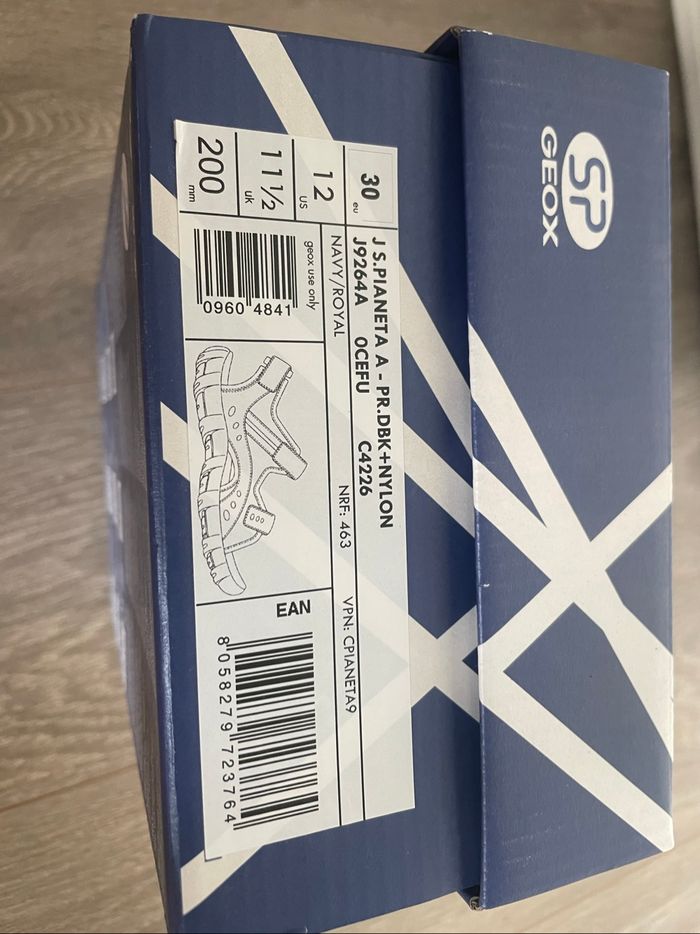 SP
GEOX
30 eu
12 US
11½ uk
200 mm
J S.PIANETA A - PR.DBK+NYLON
J9264A 0CEFU C4226
NAVY/ROYAL NRF: 463 VPN: CPIANETA9
geox use only
0960 4841
EAN
8 058279 723764